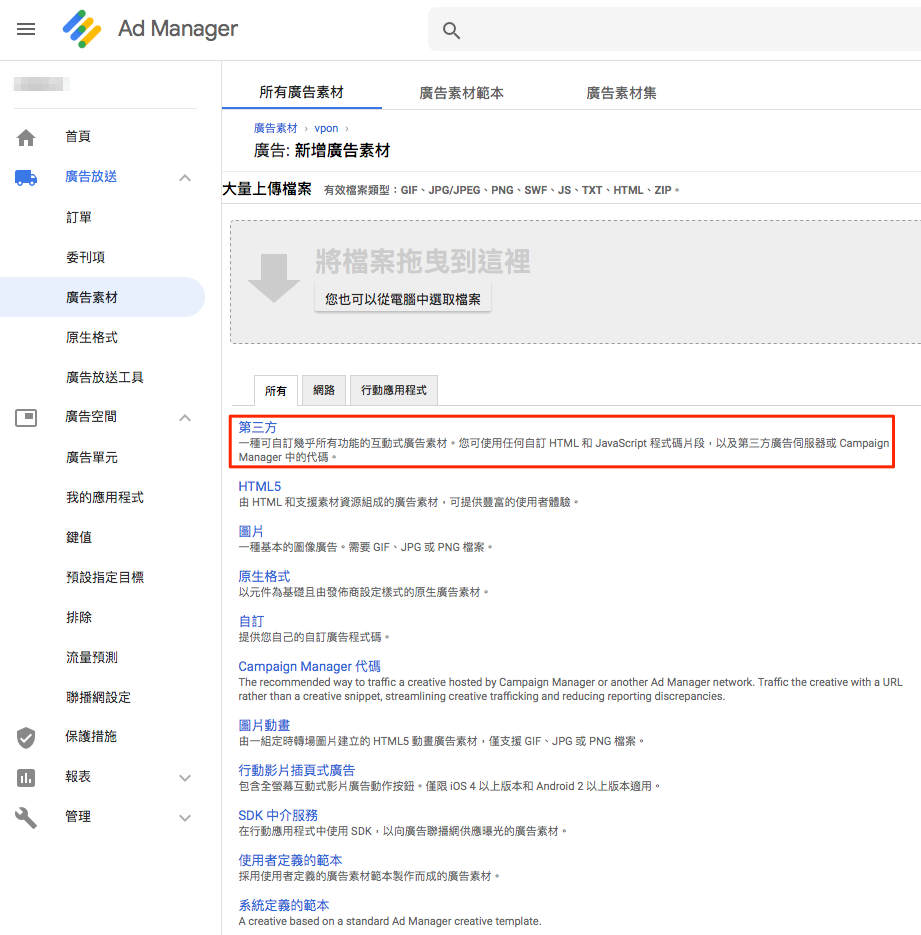 Ad Manager
首頁
廣告放送
訂單
委刊項
廣告素材
原生格式
廣告放送工具
廣告空間
廣告單元
我的應用程式
鍵值
預設指定目標
排除
流量預測
聯播網設定
保護措施
報表
管理
所有廣告素材 廣告素材範本 廣告素材集
廣告素材 › vpon ›
廣告: 新增廣告素材
大量上傳檔案 有效檔案類型：GIF、JPG/JPEG、PNG、SWF、JS、TXT、HTML、ZIP。
將檔案拖曳到這裡
您也可以從電腦中選取檔案
所有 網路 行動應用程式
第三方
一種可自訂幾乎所有功能的互動式廣告素材。您可使用任何自訂 HTML 和 JavaScript 程式碼片段，以及第三方廣告伺服器或 Campaign
Manager 中的代碼。
HTML5
由 HTML 和支援素材資源組成的廣告素材，可提供豐富的使用者體驗。
圖片
一種基本的圖像廣告。需要 GIF、JPG 或 PNG 檔案。
原生格式
以元件為基礎且由發佈商設定樣式的原生廣告素材。
自訂
提供您自己的自訂廣告程式碼。
Campaign Manager 代碼
The recommended way to traffic a creative hosted by Campaign Manager or another Ad Manager network. Traffic the creative with a URL
rather than a creative snippet, streamlining creative trafficking and reducing reporting discrepancies.
圖片動畫
由一組定時轉場圖片建立的 HTML5 動畫廣告素材，僅支援 GIF、JPG 或 PNG 檔案。
行動影片插頁式廣告
包含全螢幕互動式影片廣告動作按鈕。僅限 iOS 4 以上版本和 Android 2 以上版本適用。
SDK 中介服務
在行動應用程式中使用 SDK，以向廣告聯播網供應曝光的廣告素材。
使用者定義的範本
採用使用者定義的廣告素材範本製作而成的廣告素材。
系統定義的範本
A creative based on a standard Ad Manager creative template.